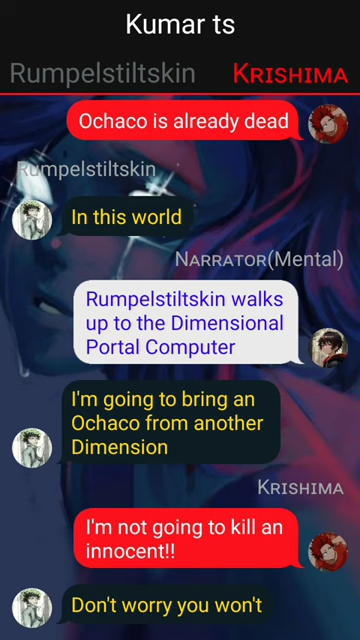 Kumar ts
Rumpelstiltskin
Krishima
Ochaco is already dead
Rumpelstiltskin
In this world
Narrator(Mental)
Rumpelstiltskin walks
up to the Dimensional
Portal Computer
I'm going to bring an
Ochaco from another
Dimension
Krishima
I'm not going to kill an
innocent!!
Don't worry you won't